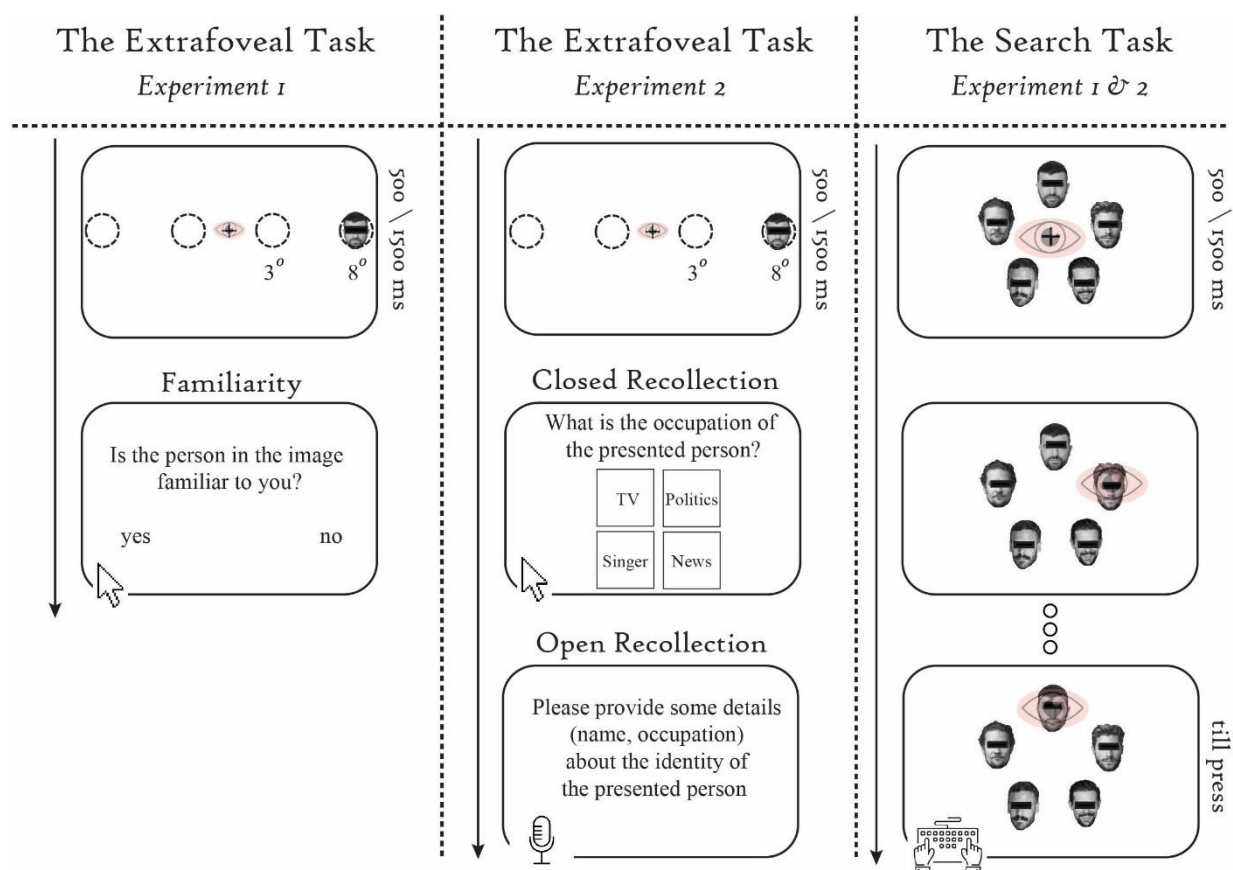 The Extrafoveal Task
Experiment 1
500 / 1500 ms
3°
8°
Familiarity
Is the person in the image
familiar to you?
yes no
The Extrafoveal Task
Experiment 2
500 / 1500 ms
3°
8°
Closed Recollection
What is the occupation of
the presented person?
TV Politics
Singer News
Open Recollection
Please provide some details
(name, occupation)
about the identity of
the presented person
The Search Task
Experiment 1 & 2
500 / 1500 ms
till press